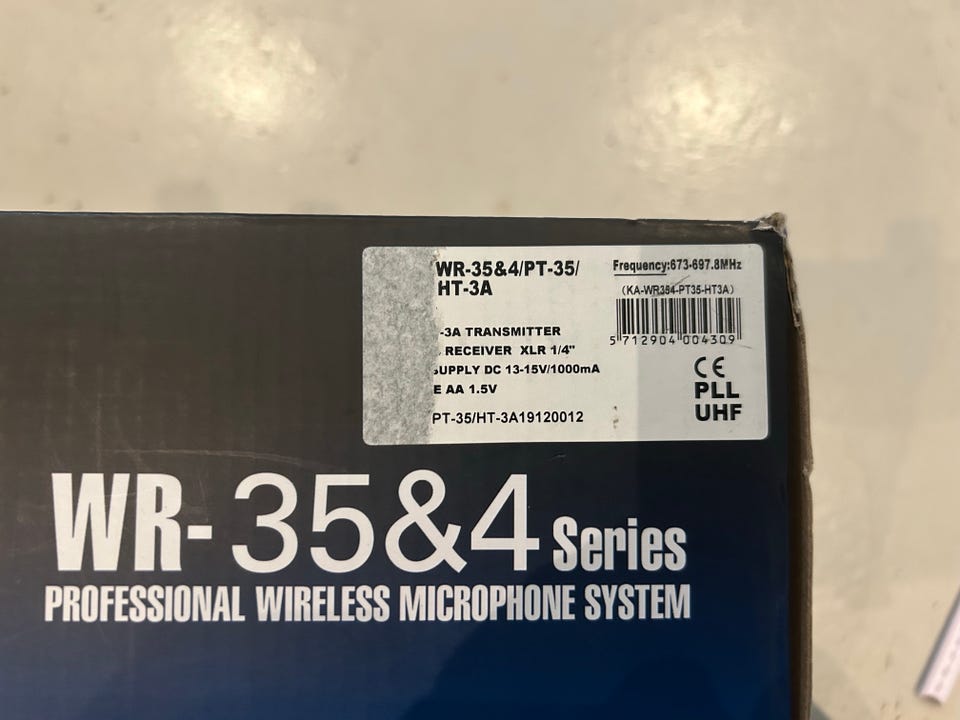 WR-35&4/PT-35/
HT-3A
-3A TRANSMITTER
RECEIVER XLR 1/4"
UPPLY DC 13-15V/1000mA
E AA 1.5V
PT-35/HT-3A19120012
Frequency:673-697.8MHz
(KA-WR354-PT35-HT3A)
5 712904 004309
CE
PLL
UHF
WR-35&4 Series
PROFESSIONAL WIRELESS MICROPHONE SYSTEM